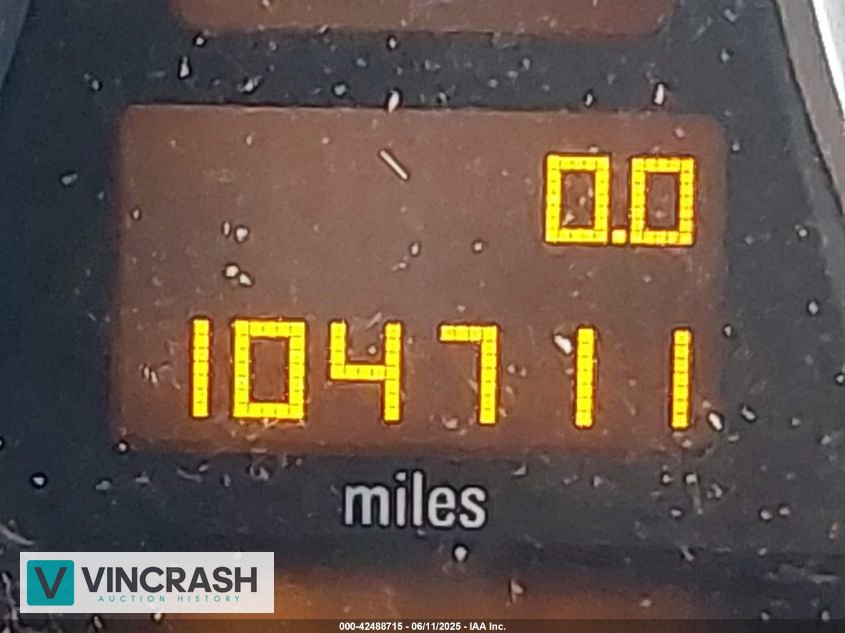 0.0
104711
miles
VINCRASH
AUCTION HISTORY
000-42488715 - 06/11/2025 - IAA Inc.